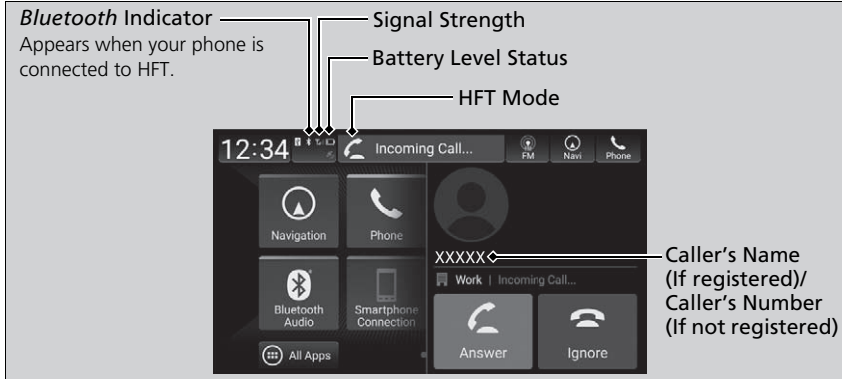 Bluetooth Indicator
Appears when your phone is
connected to HFT.
Signal Strength
Battery Level Status
HFT Mode
12:34
Incoming Call...
FM
Navi
Phone
Navigation
Phone
XXXXX
Work | Incoming Call...
Bluetooth
Audio
Smartphone
Connection
Answer
Ignore
All Apps
Caller's Name
(If registered)/
Caller's Number
(If not registered)